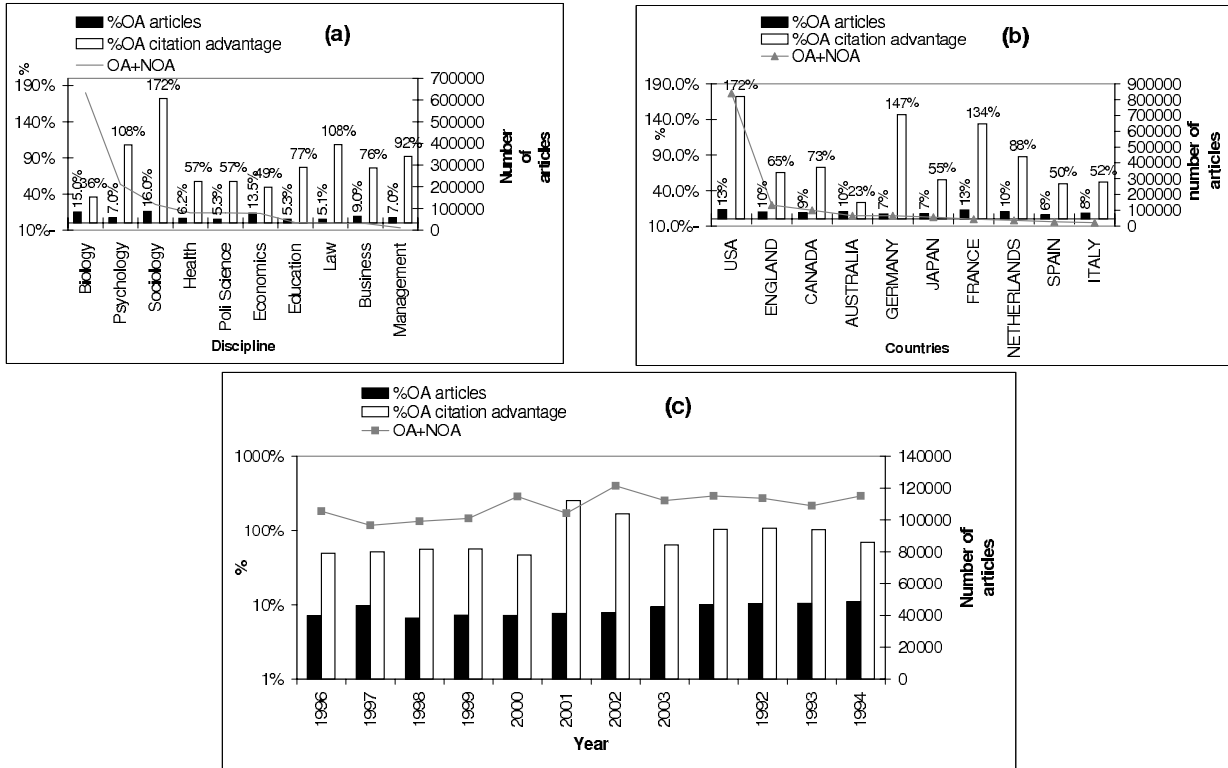 %OA articles
(a)
%OA citation advantage
OA+NOA
%
190%
140%
90%
40%
-10%
15.0% 36% 7.0% 108% 16.0% 172% 6.2% 57% 5.3% 57% 13.5% 49% 5.3% 77% 5.1% 108% 9.0% 76% 7.0% 92%
700000
600000
500000
400000
300000
200000
100000
0
Number of articles
Biology
Psychology
Sociology
Health
Poli Science
Economics
Education
Law
Business
Management
Discipline
%OA articles
(b)
%OA citation advantage
OA+NOA
%
190.0%
140.0%
90.0%
40.0%
-10.0%
13% 172% 10% 65% 9% 73% 10% 23% 7% 147% 7% 55% 13% 134% 10% 88% 6% 50% 8% 52%
900000
800000
700000
600000
500000
400000
300000
200000
100000
0
number of articles
USA
ENGLAND
CANADA
AUSTRALIA
GERMANY
JAPAN
FRANCE
NETHERLANDS
SPAIN
ITALY
Countries
%OA articles
(c)
%OA citation advantage
OA+NOA
%
1000%
100%
10%
1%
140000
120000
100000
80000
60000
40000
20000
0
Number of articles
1996
1997
1998
1999
2000
2001
2002
2003
1992
1993
1994
Year